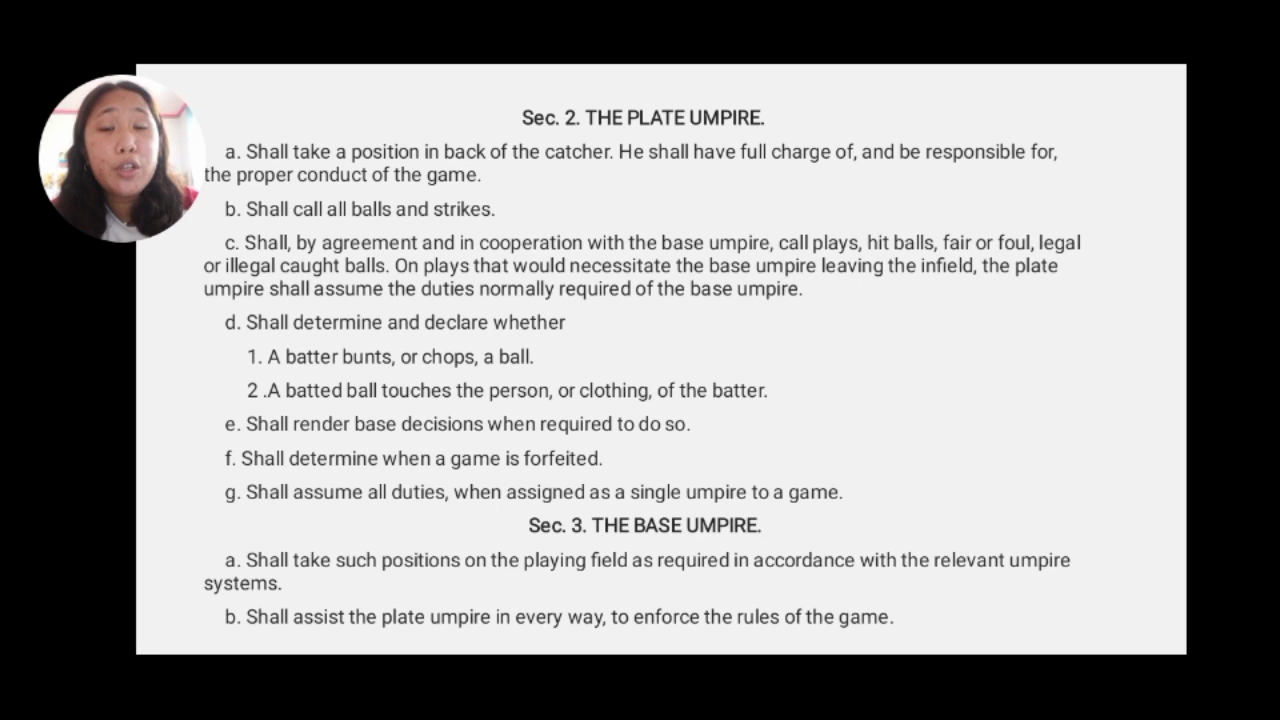 Sec. 2. THE PLATE UMPIRE.
a. Shall take a position in back of the catcher. He shall have full charge of, and be responsible for,
the proper conduct of the game.
b. Shall call all balls and strikes.
c. Shall, by agreement and in cooperation with the base umpire, call plays, hit balls, fair or foul, legal
or illegal caught balls. On plays that would necessitate the base umpire leaving the infield, the plate
umpire shall assume the duties normally required of the base umpire.
d. Shall determine and declare whether
1. A batter bunts, or chops, a ball.
2 .A batted ball touches the person, or clothing, of the batter.
e. Shall render base decisions when required to do so.
f. Shall determine when a game is forfeited.
g. Shall assume all duties, when assigned as a single umpire to a game.
Sec. 3. THE BASE UMPIRE.
a. Shall take such positions on the playing field as required in accordance with the relevant umpire
systems.
b. Shall assist the plate umpire in every way, to enforce the rules of the game.